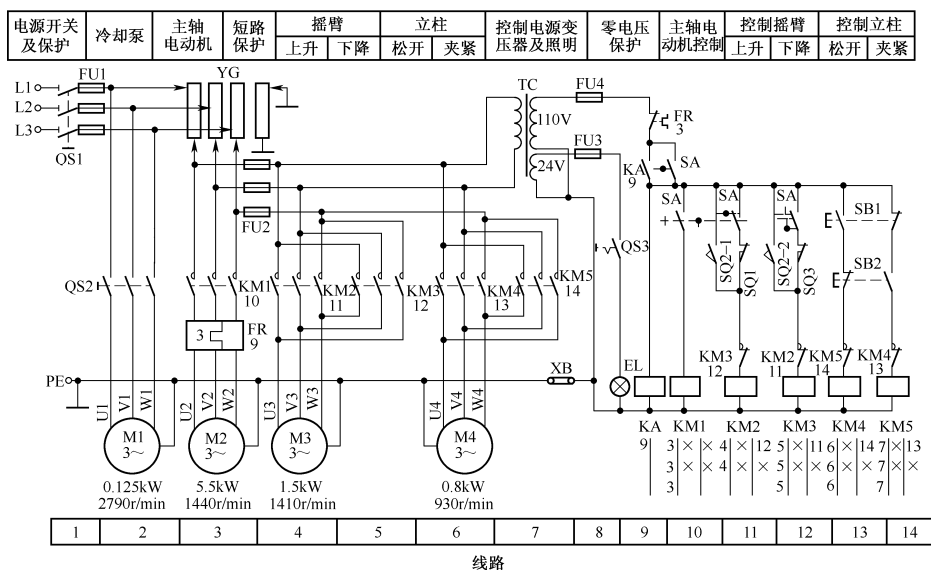 电源开关及保护
冷却泵
主轴电动机
短路保护
摇臂
上升 下降
立柱
松开 夹紧
控制电源变压器及照明
零电压保护
主轴电动机控制
控制摇臂
上升 下降
控制立柱
松开 夹紧
L1 FU1
L2
L3
QS1
YG
FU2
TC
110V
24V
FU4
FU3
FR
3
KA
9
SA
SA
SA
SA
QS3
SQ2-1
SQ1
SQ2-2
SQ3
SB1
SB2
QS2
KM1
10
KM2
11
KM3
12
KM4
13
KM5
14
3
FR
9
KM3
12
KM2
11
KM5
14
KM4
13
PE
XB
EL
U1 V1 W1
U2 V2 W2
U3 V3 W3
U4 V4 W4
M1
3~
M2
3~
M3
3~
M4
3~
0.125kW
2790r/min
5.5kW
1440r/min
1.5kW
1410r/min
0.8kW
930r/min
KA KM1 KM2 KM3 KM4 KM5
9 3 × × 4 × 12 5 × 11 6 × 14 7 × 13
3 × × 4 × × 5 × × 6 × × 7 × ×
3 5 6 7
1 2 3 4 5 6 7 8 9 10 11 12 13 14
线路